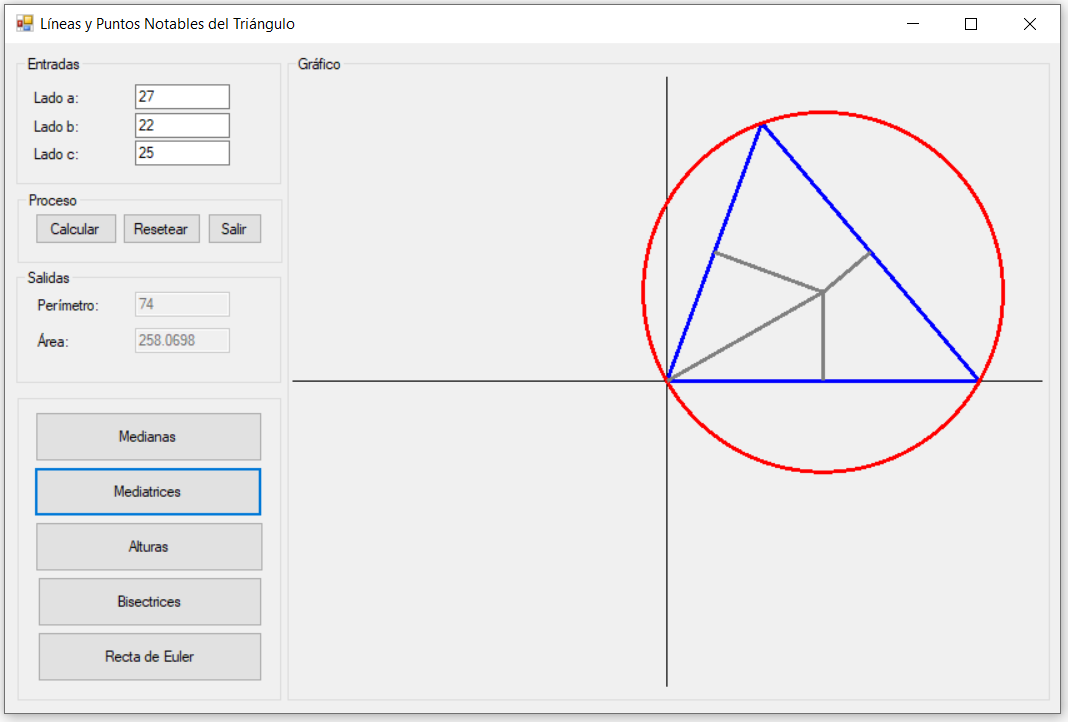 Líneas y Puntos Notables del Triángulo
Entradas
Lado a: 27
Lado b: 22
Lado c: 25
Proceso
Calcular Resetear Salir
Salidas
Perímetro: 74
Área: 258.0698
Medianas
Mediatrices
Alturas
Bisectrices
Recta de Euler
Gráfico